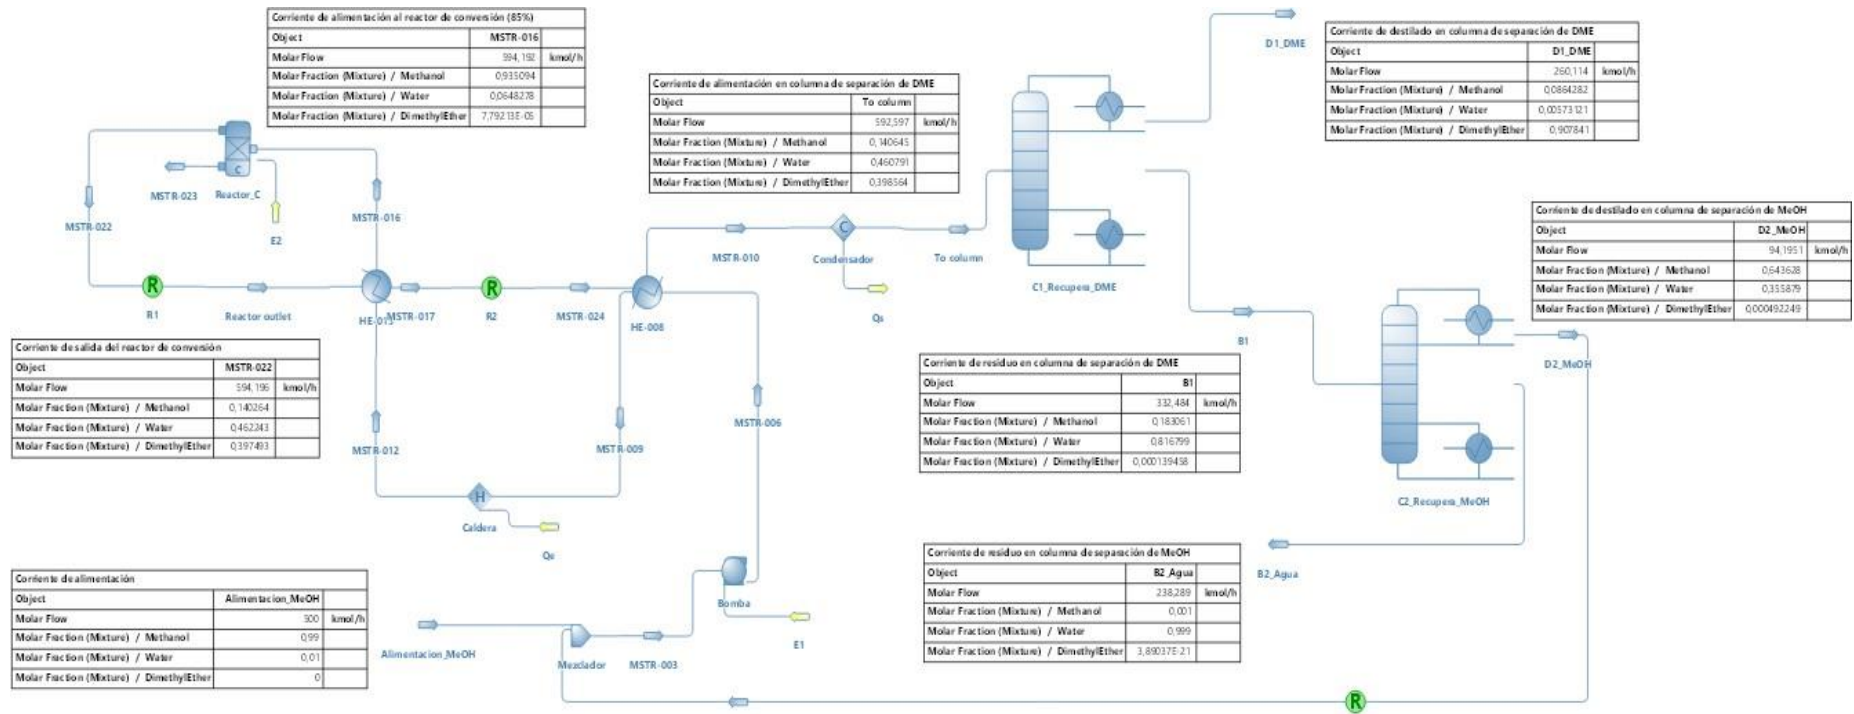 Corriente de alimentación al reactor de conversión (85%)
Object MSTR-016
Molar Flow 594,192 kmol/h
Molar Fraction (Mixture) / Methanol 0,935094
Molar Fraction (Mixture) / Water 0,0648278
Molar Fraction (Mixture) / DimethylEther 7,79213E-05
Corriente de alimentación en columna de separación de DME
Object To column
Molar Flow 592,597 kmol/h
Molar Fraction (Mixture) / Methanol 0,140645
Molar Fraction (Mixture) / Water 0,460791
Molar Fraction (Mixture) / DimethylEther 0,398564
D1_DME
Corriente de destilado en columna de separación de DME
Object D1_DME
Molar Flow 260,114 kmol/h
Molar Fraction (Mixture) / Methanol 0,0864282
Molar Fraction (Mixture) / Water 0,00573121
Molar Fraction (Mixture) / DimethylEther 0,907841
C
MSTR-023
Reactor_C
MSTR-022
MSTR-016
E2
C
MSTR-010
Condensador
To column
Qs
C1_Recupera_DME
Corriente de destilado en columna de separación de MeOH
Object D2_MeOH
Molar Flow 94,1951 kmol/h
Molar Fraction (Mixture) / Methanol 0,643628
Molar Fraction (Mixture) / Water 0,355879
Molar Fraction (Mixture) / DimethylEther 0,000492249
R
R1
Reactor outlet
HE-013
MSTR-017
R
R2
MSTR-024
HE-008
B1
D2_MeOH
Corriente de salida del reactor de conversión
Object MSTR-022
Molar Flow 594,196 kmol/h
Molar Fraction (Mixture) / Methanol 0,140264
Molar Fraction (Mixture) / Water 0,462243
Molar Fraction (Mixture) / DimethylEther 0,397493
MSTR-012
MSTR-009
MSTR-006
Corriente de residuo en columna de separación de DME
Object B1
Molar Flow 332,484 kmol/h
Molar Fraction (Mixture) / Methanol 0,183061
Molar Fraction (Mixture) / Water 0,816799
Molar Fraction (Mixture) / DimethylEther 0,000139458
H
Caldera
Qe
C2_Recupera_MeOH
Corriente de alimentación
Object Alimentacion_MeOH
Molar Flow 500 kmol/h
Molar Fraction (Mixture) / Methanol 0,99
Molar Fraction (Mixture) / Water 0,01
Molar Fraction (Mixture) / DimethylEther 0
Bomba
E1
Alimentacion_MeOH
Mezclador
MSTR-003
Corriente de residuo en columna de separación de MeOH
Object B2_Agua
Molar Flow 238,289 kmol/h
Molar Fraction (Mixture) / Methanol 0,001
Molar Fraction (Mixture) / Water 0,999
Molar Fraction (Mixture) / DimethylEther 3,89037E-21
B2_Agua
R